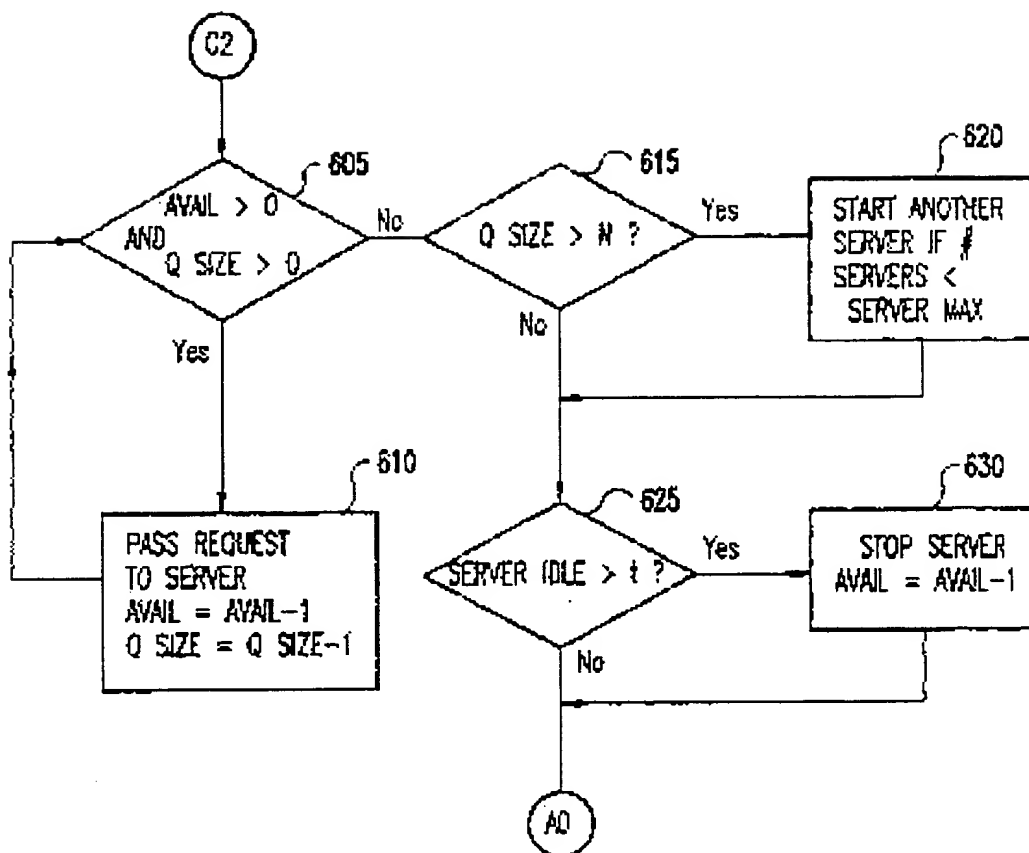 C2
605
AVAIL > 0
AND
Q SIZE > 0
No
Yes
615
Q SIZE > N ?
Yes
No
620
START ANOTHER
SERVER IF #
SERVERS <
SERVER MAX
610
PASS REQUEST
TO SERVER
AVAIL = AVAIL-1
Q SIZE = Q SIZE-1
625
SERVER IDLE > t ?
Yes
No
630
STOP SERVER
AVAIL = AVAIL-1
A0